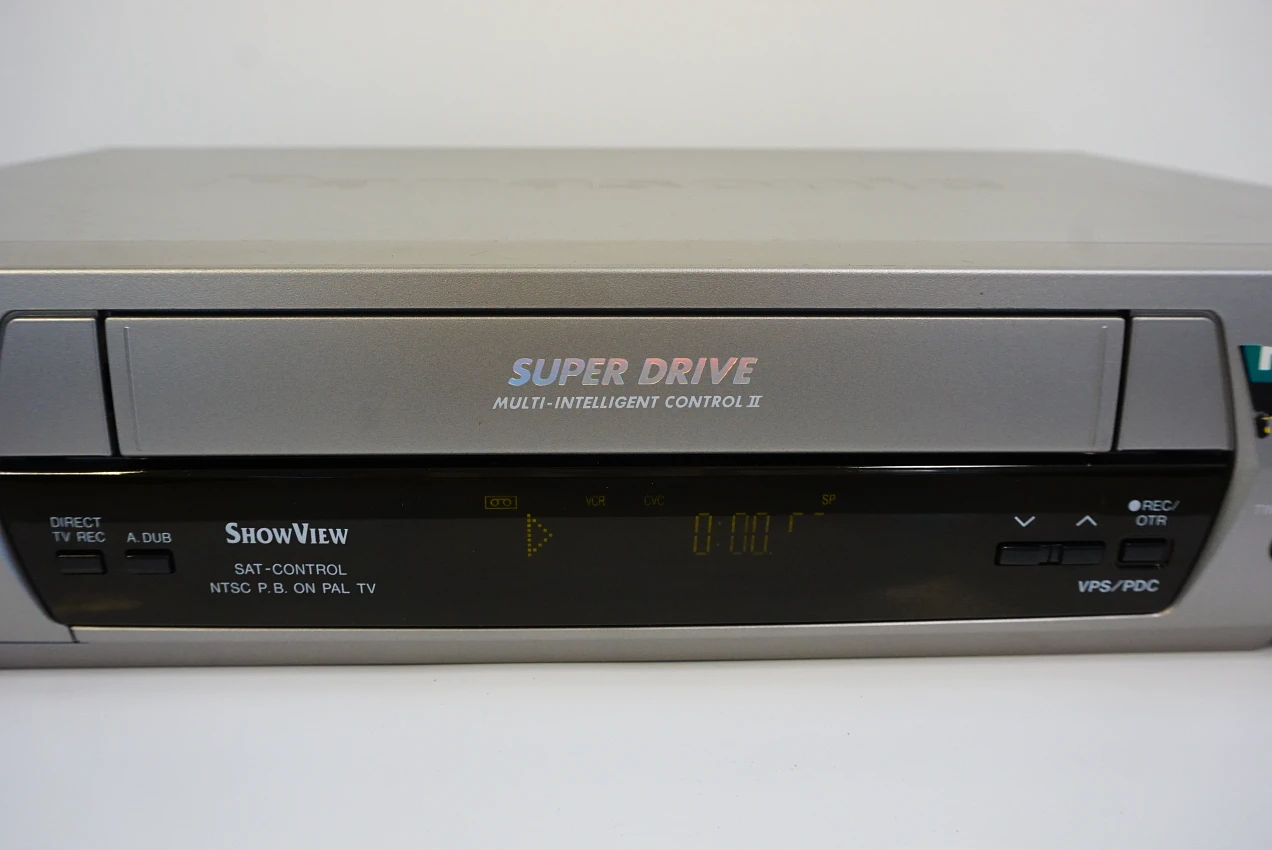 SUPER DRIVE
MULTI-INTELLIGENT CONTROL II
VCR CVC SP
0:00
DIRECT
TV REC
A.DUB
SHOWVIEW
SAT-CONTROL
NTSC P.B. ON PAL TV
REC/
OTR
VPS/PDC